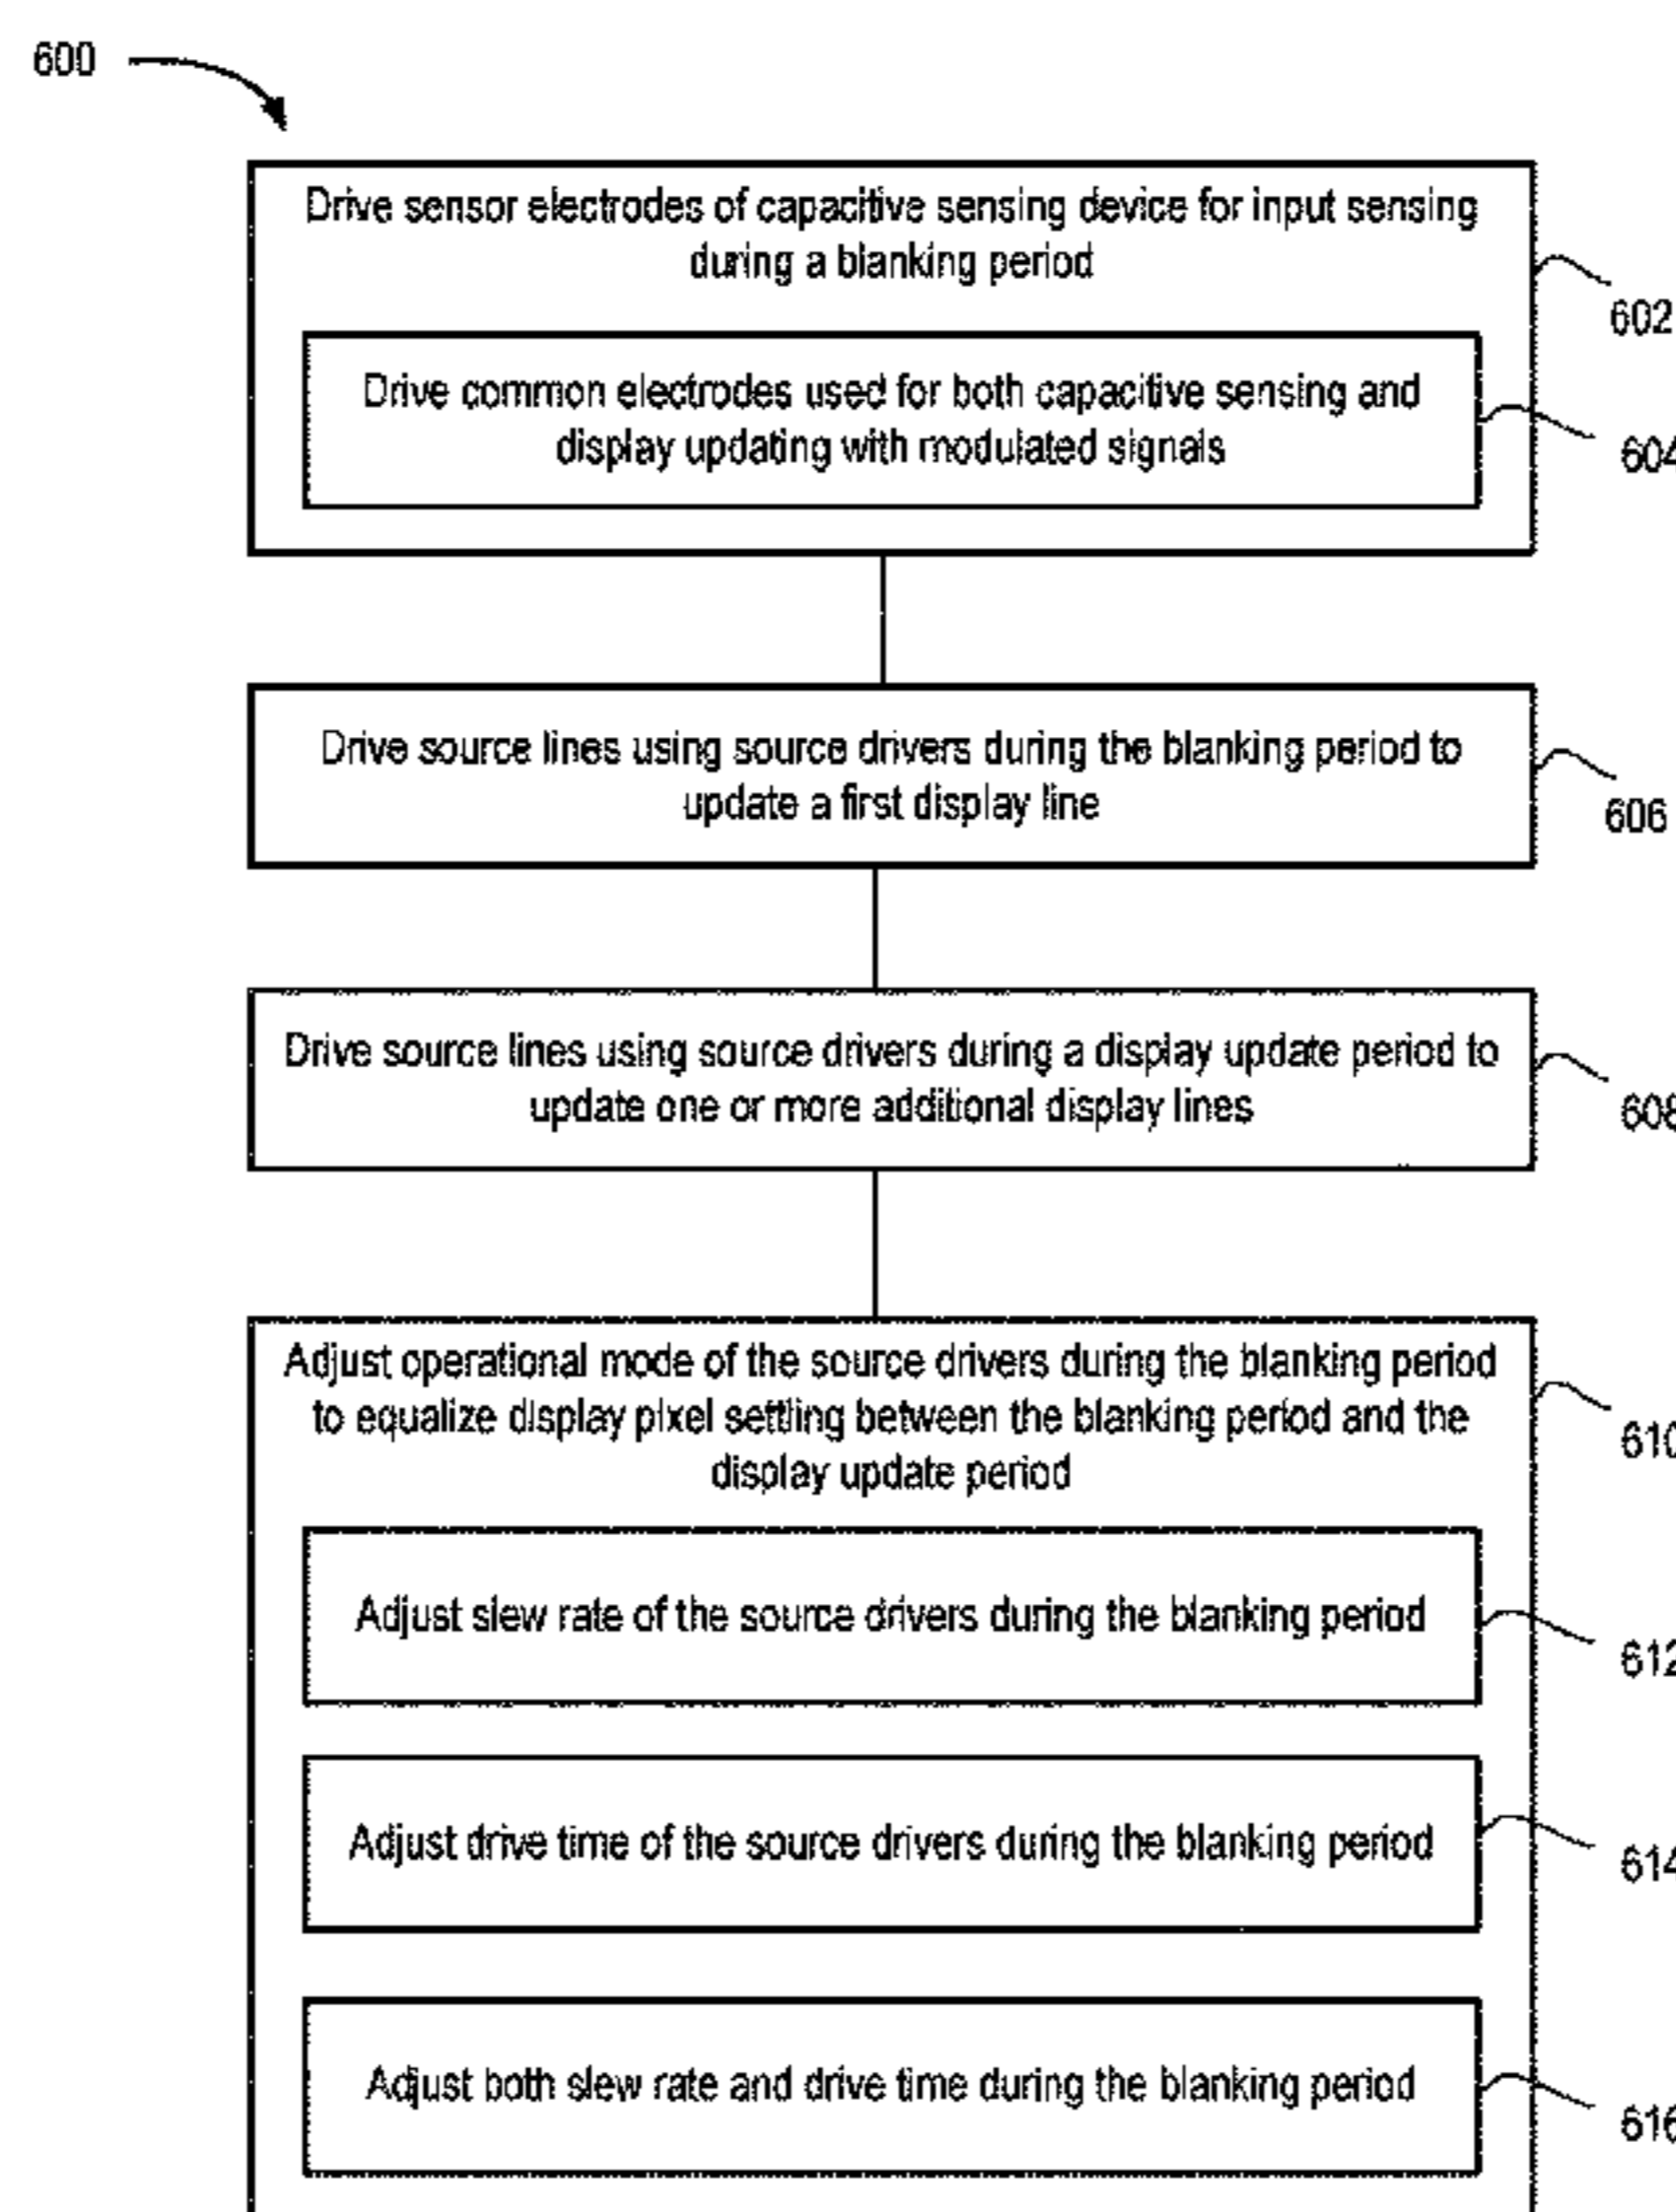 600
Drive sensor electrodes of capacitive sensing device for input sensing
during a blanking period
602
Drive common electrodes used for both capacitive sensing and
display updating with modulated signals
604
Drive source lines using source drivers during the blanking period to
update a first display line
606
Drive source lines using source drivers during a display update period to
update one or more additional display lines
608
Adjust operational mode of the source drivers during the blanking period
to equalize display pixel settling between the blanking period and the
display update period
610
Adjust slew rate of the source drivers during the blanking period
612
Adjust drive time of the source drivers during the blanking period
614
Adjust both slew rate and drive time during the blanking period
616